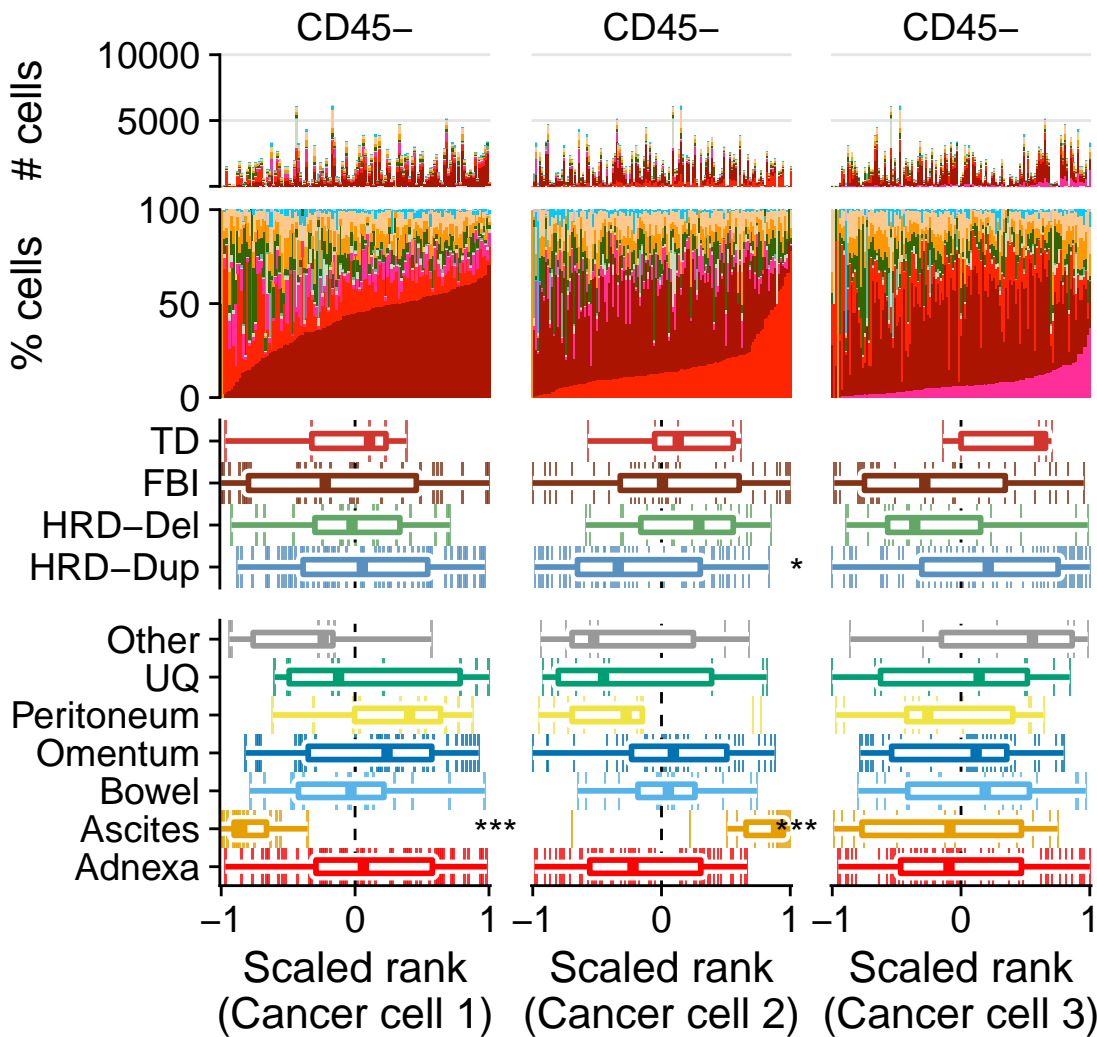 CD45− CD45− CD45−
# cells
10000
5000
% cells
100
50
0
TD
FBI
HRD−Del
HRD−Dup *
Other
UQ
Peritoneum
Omentum
Bowel
Ascites *** ***
Adnexa
−1 0 1 −1 0 1 −1 0 1
Scaled rank Scaled rank Scaled rank
(Cancer cell 1) (Cancer cell 2) (Cancer cell 3)